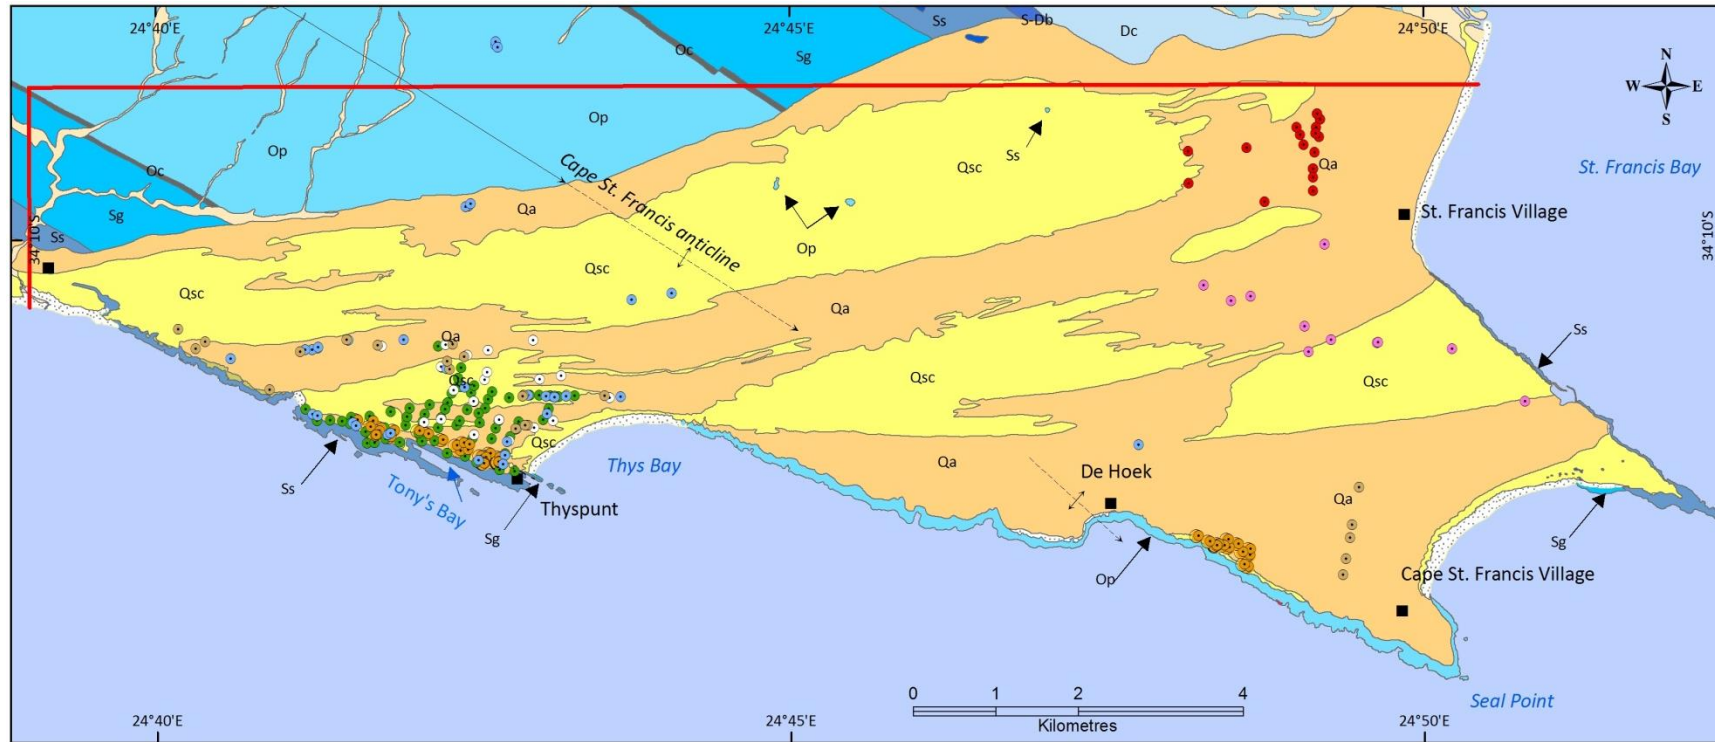 24°40'E
24°45'E
24°50'E
Ss
S-Db
Dc
Oc
Sg
N
W E
S
Op
Op
Cape St. Francis anticline
Ss
Qsc
Qa
St. Francis Bay
Oc
Sg
Qa
St. Francis Village
Ss
34°10'S
34°10'S
Op
Qsc
Qsc
Qa
Qa
Ss
Qsc
Qsc
Qsc
Qsc
Qa
Thys Bay
De Hoek
Ss
Tony's Bay
Thyspunt
Qa
Sg
Sg
Op
Cape St. Francis Village
Seal Point
0 1 2 4
Kilometres
24°40'E
24°45'E
24°50'E